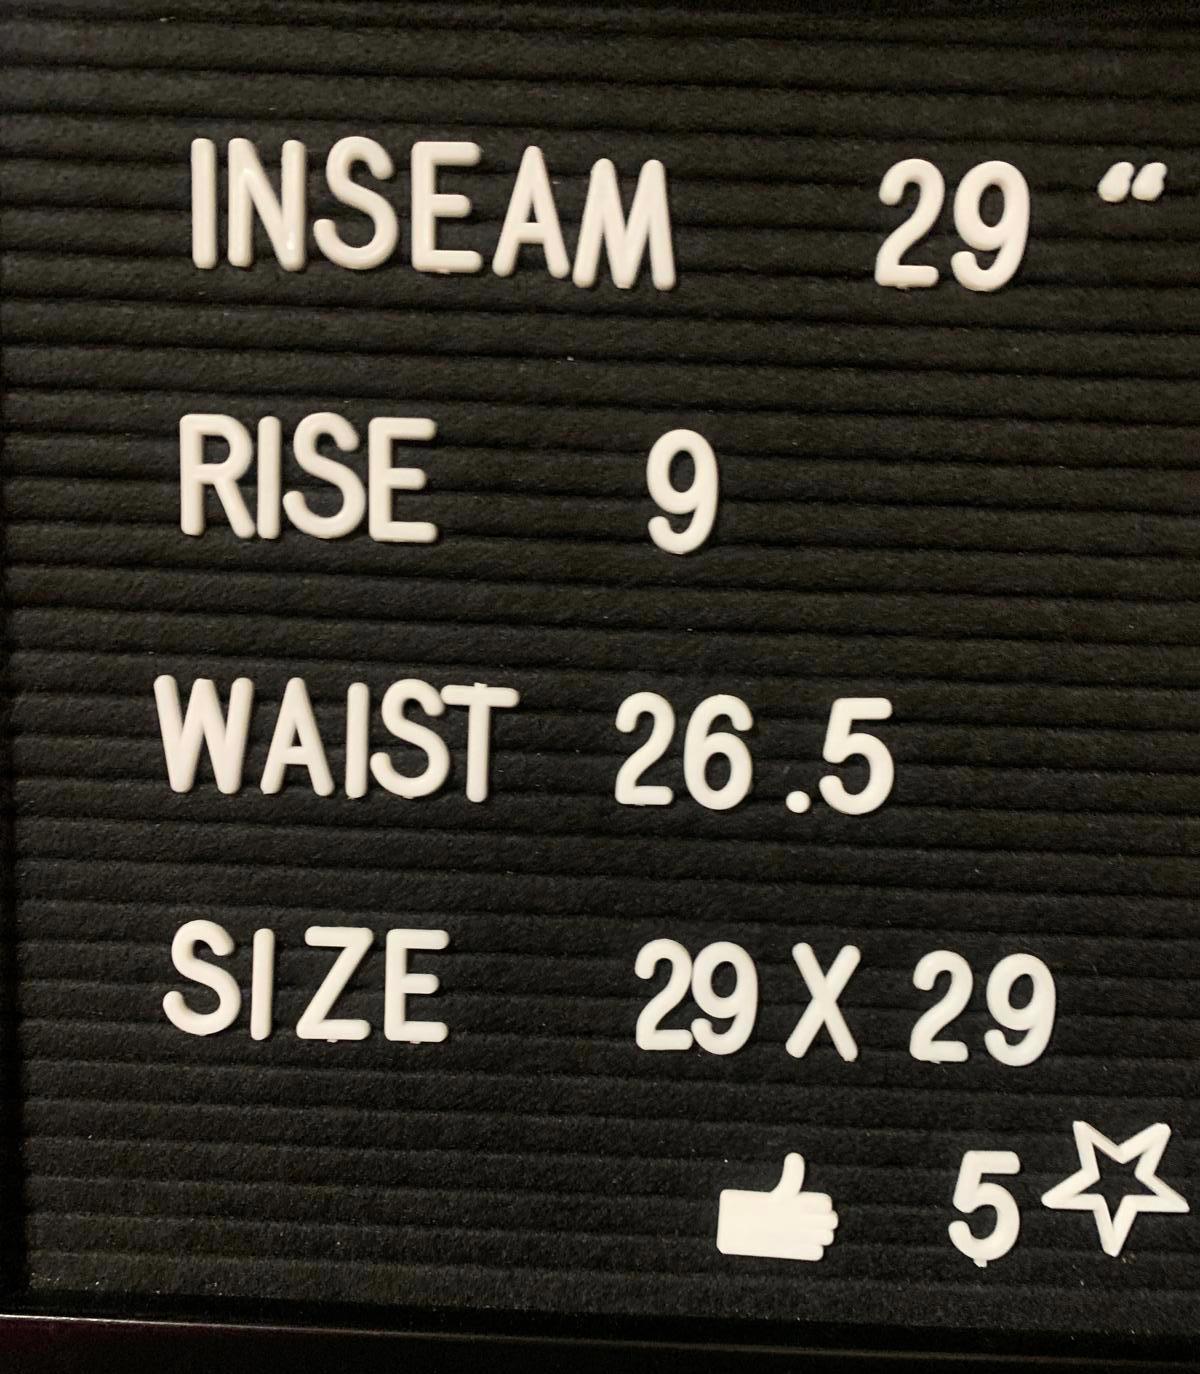 INSEAM 29 “
RISE 9
WAIST 26.5
SIZE 29 X 29
5